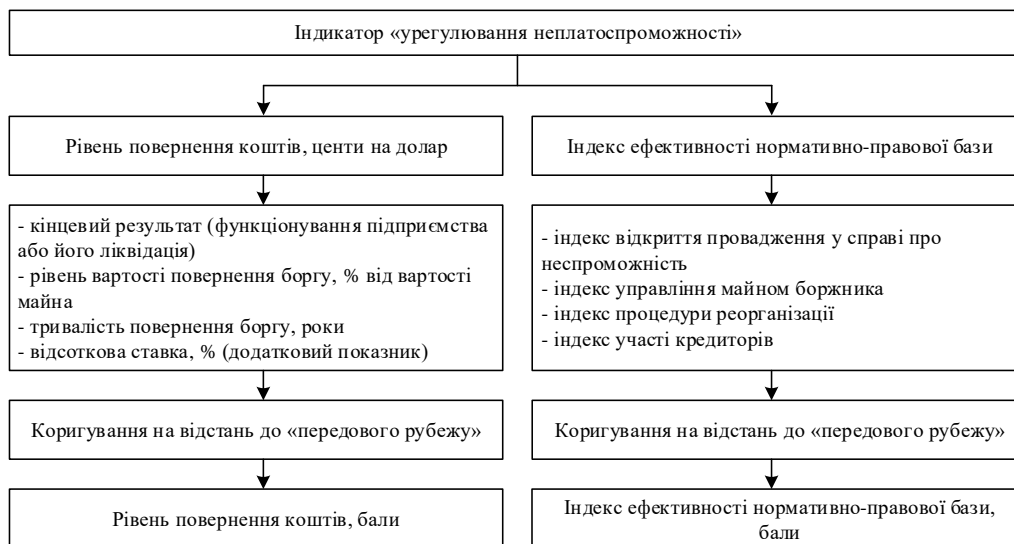 Індикатор «урегулювання неплатоспроможності»
Рівень повернення коштів, центи на долар
Індекс ефективності нормативно-правової бази
- кінцевий результат (функціонування підприємства
або його ліквідація)
- рівень вартості повернення боргу, % від вартості
майна
- тривалість повернення боргу, роки
- відсоткова ставка, % (додатковий показник)
- індекс відкриття провадження у справі про
неспроможність
- індекс управління майном боржника
- індекс процедури реорганізації
- індекс участі кредиторів
Коригування на відстань до «передового рубежу»
Коригування на відстань до «передового рубежу»
Рівень повернення коштів, бали
Індекс ефективності нормативно-правової бази,
бали